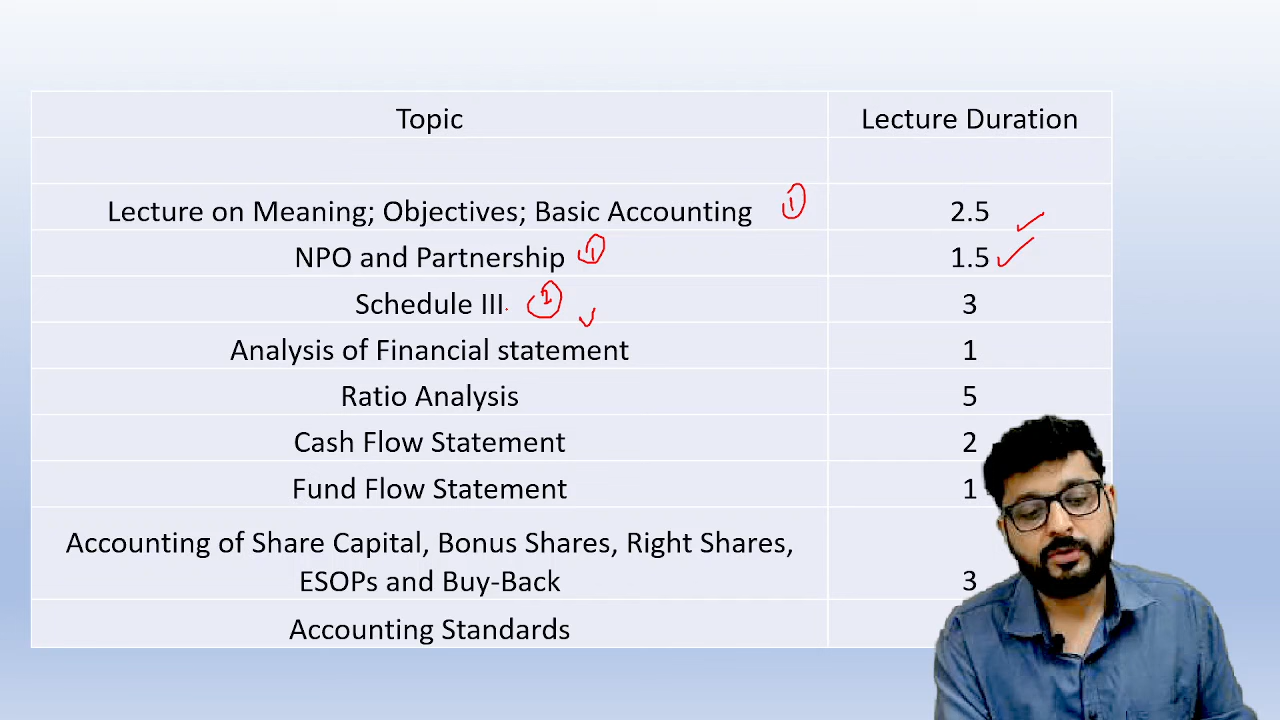 Topic Lecture Duration
Lecture on Meaning; Objectives; Basic Accounting 1 2.5
NPO and Partnership 1 1.5
Schedule III 2 3
Analysis of Financial statement 1
Ratio Analysis 5
Cash Flow Statement 2
Fund Flow Statement 1
Accounting of Share Capital, Bonus Shares, Right Shares,
ESOPs and Buy-Back 3
Accounting Standards